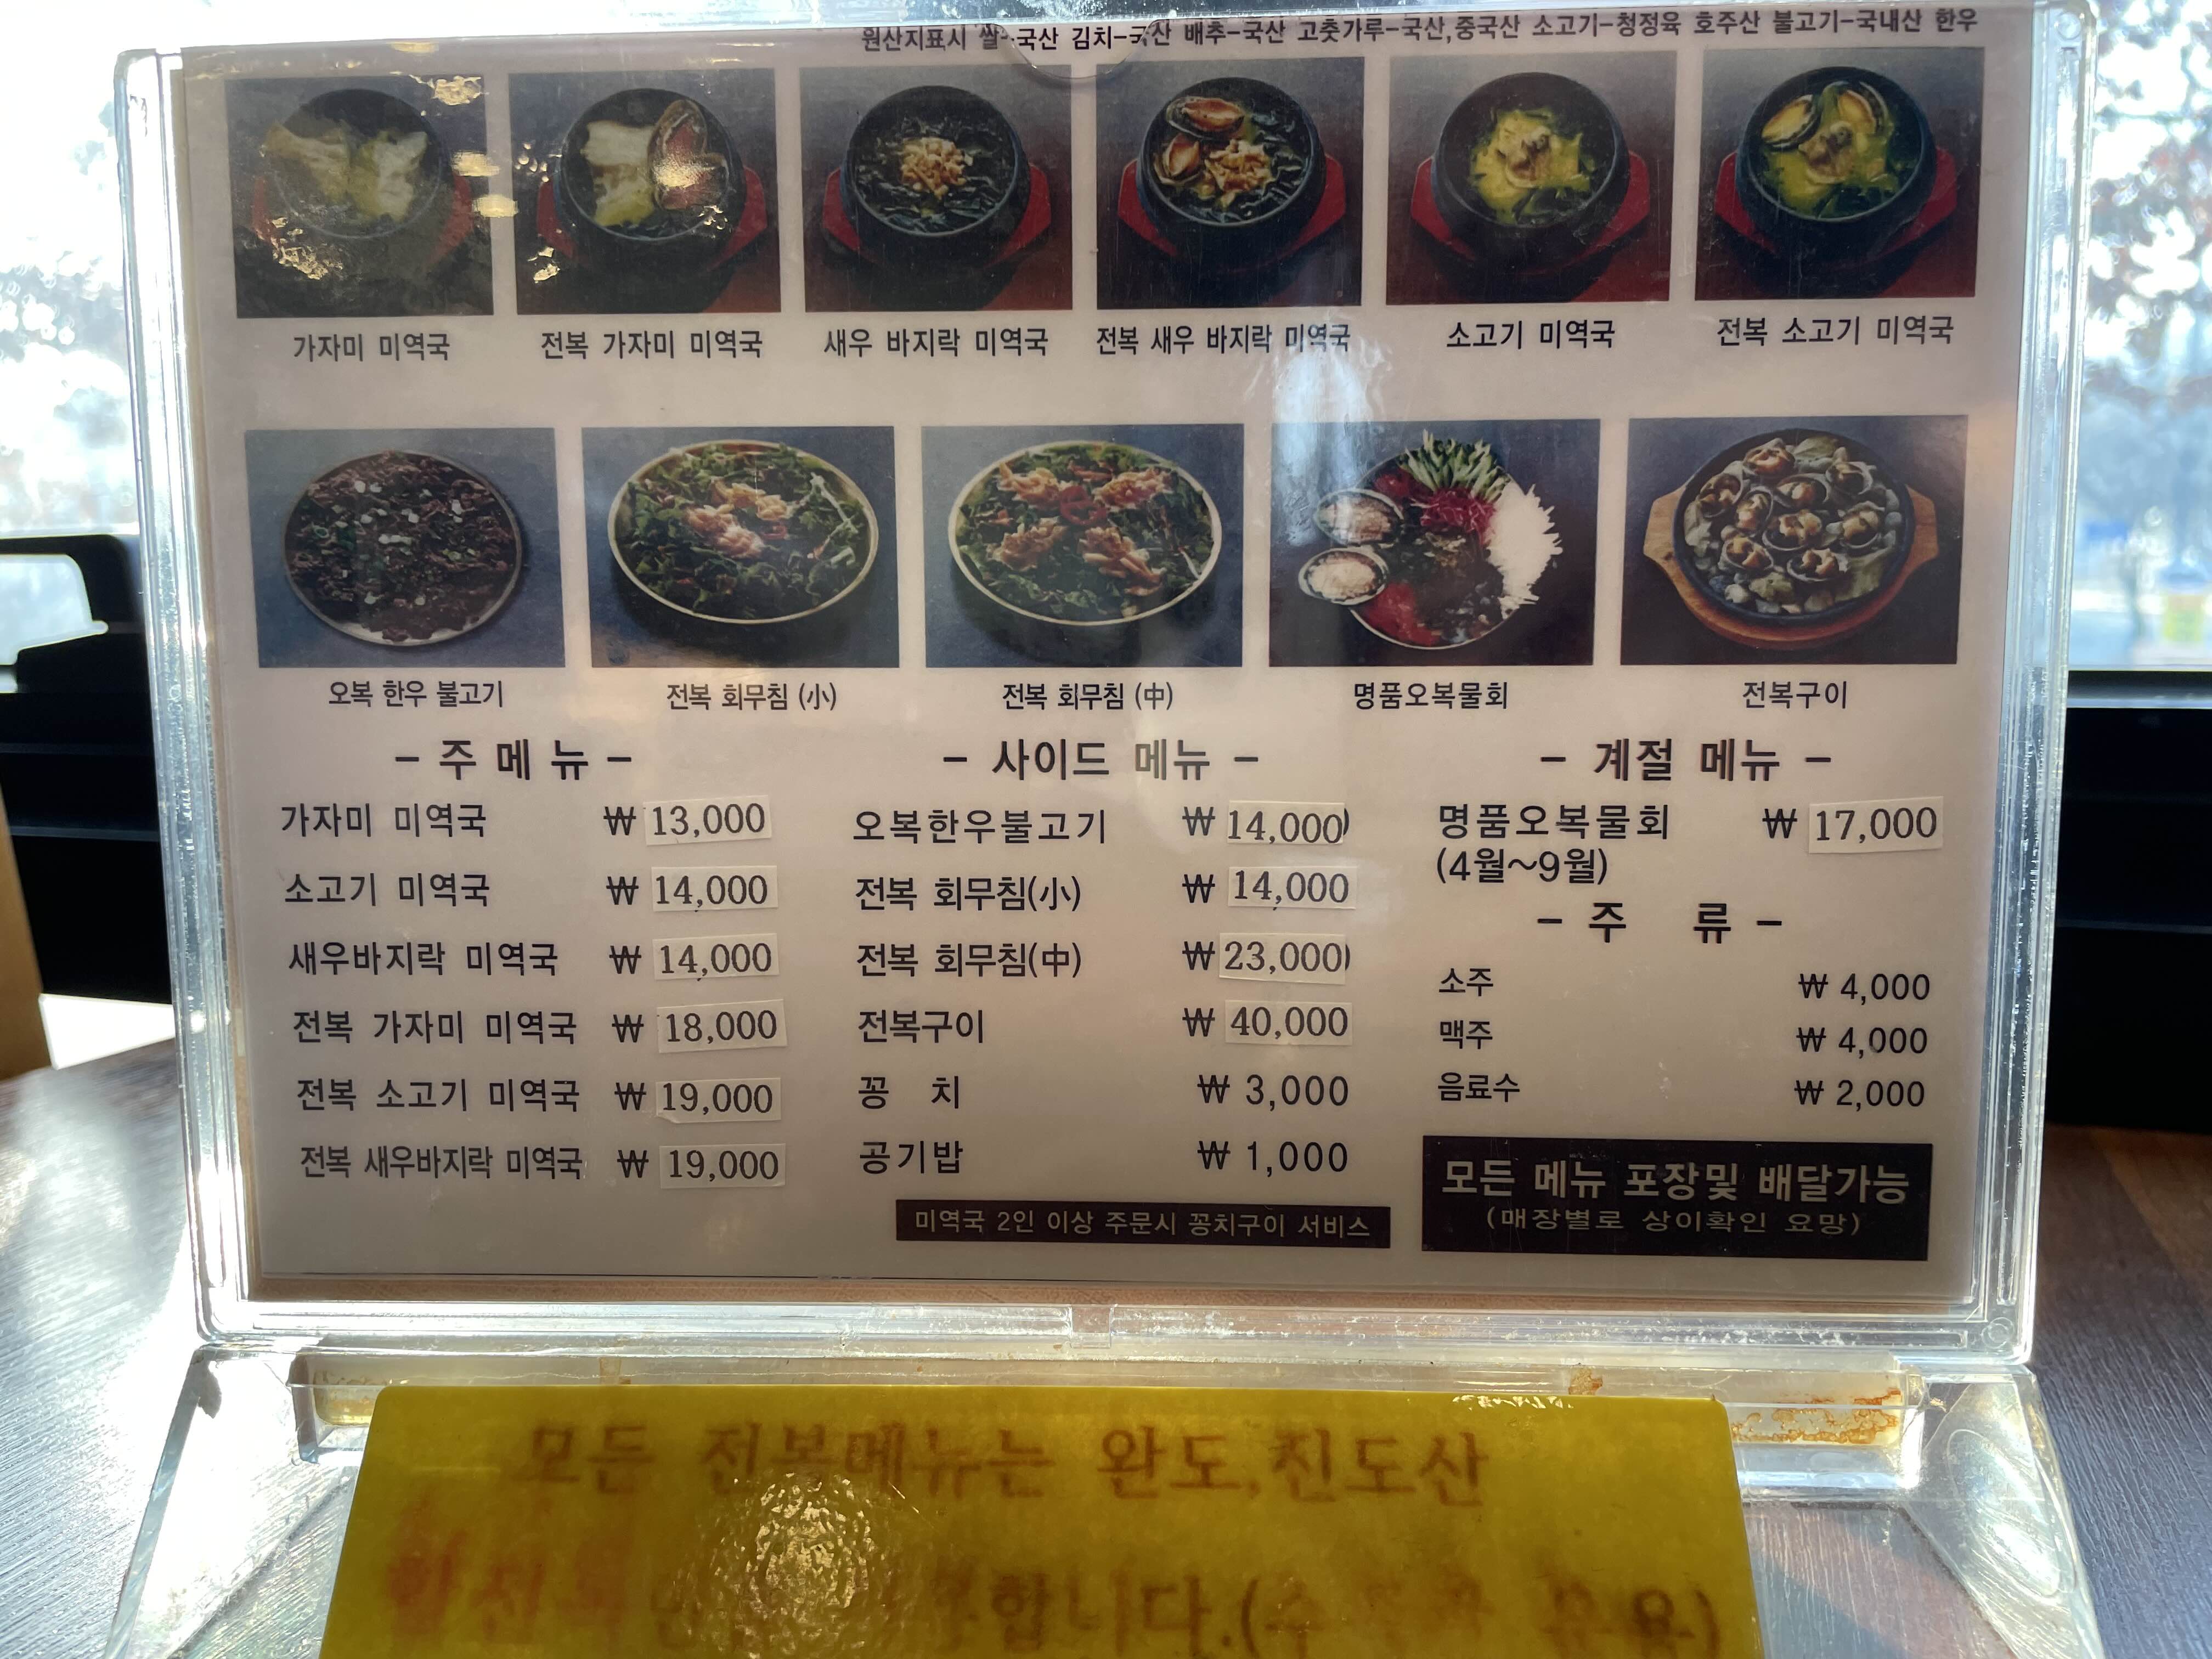 원산지표시 쌀-국산 김치-국산 배추-국산 고춧가루-국산,중국산 소고기-청정육 호주산 불고기-국내산 한우
가자미 미역국
전복 가자미 미역국
새우 바지락 미역국
전복 새우 바지락 미역국
소고기 미역국
전복 소고기 미역국
오복 한우 불고기
전복 회무침 (小)
전복 회무침 (中)
명품오복물회
전복구이
- 주 메 뉴 -
가자미 미역국 ₩ 13,000
소고기 미역국 ₩ 14,000
새우바지락 미역국 ₩ 14,000
전복 가자미 미역국 ₩ 18,000
전복 소고기 미역국 ₩ 19,000
전복 새우바지락 미역국 ₩ 19,000
- 사이드 메뉴 -
오복한우불고기 ₩ 14,000
전복 회무침(小) ₩ 14,000
전복 회무침(中) ₩ 23,000
전복구이 ₩ 40,000
꽁 치 ₩ 3,000
공기밥 ₩ 1,000
미역국 2인 이상 주문시 꽁치구이 서비스
- 계절 메뉴 -
명품오복물회 ₩ 17,000
(4월~9월)
- 주 류 -
소주 ₩ 4,000
맥주 ₩ 4,000
음료수 ₩ 2,000
모든 메뉴 포장및 배달가능
(매장별로 상이확인 요망)
모든 전복메뉴는 완도,진도산